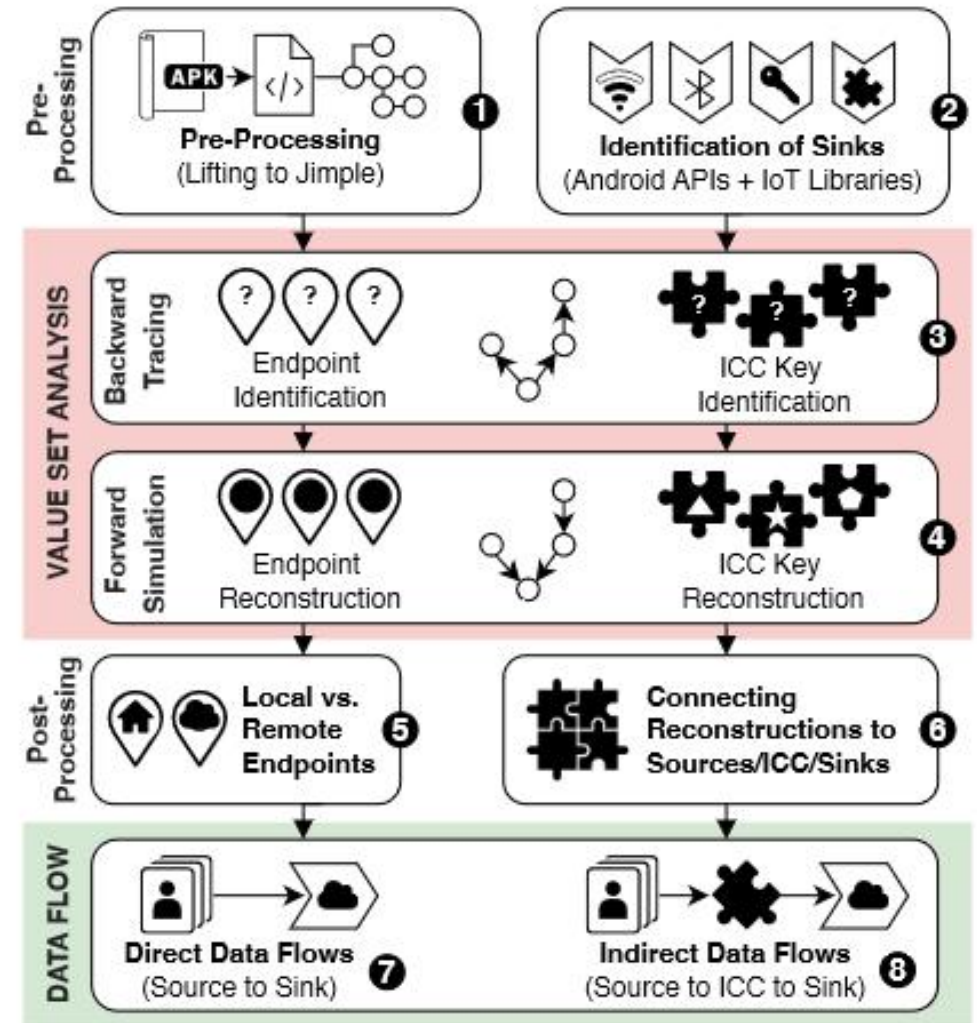 Pre-
Processing
APK
</>
1
Pre-Processing
(Lifting to Jimple)
2
Identification of Sinks
(Android APIs + IoT Libraries)
VALUE SET ANALYSIS
Backward
Tracing
? ? ?
Endpoint
Identification
? ? ?
ICC Key
Identification
3
Forward
Simulation
Endpoint
Reconstruction
ICC Key
Reconstruction
4
Post-
Processing
Local vs.
Remote
Endpoints
5
Connecting
Reconstructions to
Sources/ICC/Sinks
6
DATA FLOW
Direct Data Flows
(Source to Sink)
7
Indirect Data Flows
(Source to ICC to Sink)
8